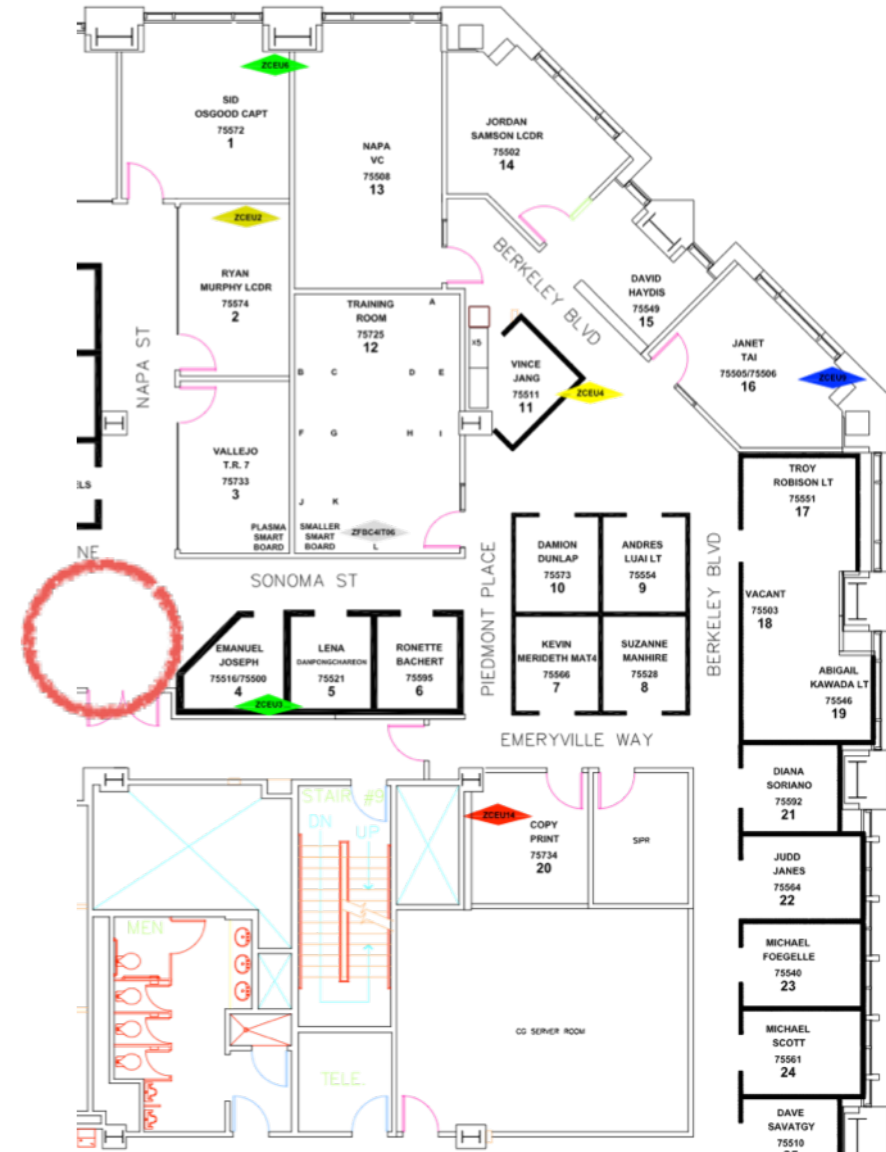 ZCEU6
SID
OSGOOD CAPT
75572
1
NAPA
VC
75508
13
JORDAN
SAMSON LCDR
75502
14
ZCEU2
RYAN
MURPHY LCDR
75574
2
NAPA ST
TRAINING
ROOM
75725
12
A
B C D E
F G H I
J K
L
BERKELEY BLVD
DAVID
HAYDIS
75549
15
JANET
TAI
75505/75506
16
X5
VINCE
JANG
75511
11
ZCEU4
VALLEJO
T.R. 7
75733
3
PLASMA
SMART
BOARD
SMALLER
SMART
BOARD
ZFBC4IT06
ELS
NE
SONOMA ST
PIEDMONT PLACE
BERKELEY BLVD
TROY
ROBISON LT
75551
17
DAMION
DUNLAP
75573
10
ANDRES
LUAI LT
75554
9
VACANT
75503
18
EMANUEL
JOSEPH
75516/75500
4
ZCEU3
LENA
DANPONGCHAREON
75521
5
RONETTE
BACHERT
75595
6
KEVIN
MERIDETH MAT4
75566
7
SUZANNE
MANHIRE
75528
8
ABIGAIL
KAWADA LT
75546
19
EMERYVILLE WAY
DIANA
SORIANO
75592
21
STAIR #9
DN
UP
ZCEU14
COPY
PRINT
75734
20
SIPR
JUDD
JANES
75564
22
MEN
MICHAEL
FOEGELLE
75540
23
CG SERVER ROOM
MICHAEL
SCOTT
75561
24
TELE.
DAVE
SAVATGY
75510